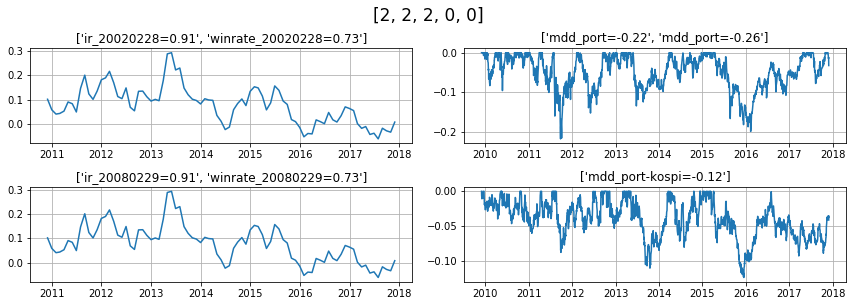 [2, 2, 2, 0, 0]
['ir_20020228=0.91', 'winrate_20020228=0.73']
0.3
0.2
0.1
0.0
2011 2012 2013 2014 2015 2016 2017 2018
['mdd_port=-0.22', 'mdd_port=-0.26']
0.0
−0.1
−0.2
2010 2011 2012 2013 2014 2015 2016 2017 2018
['ir_20080229=0.91', 'winrate_20080229=0.73']
0.3
0.2
0.1
0.0
2011 2012 2013 2014 2015 2016 2017 2018
['mdd_port-kospi=-0.12']
0.00
−0.05
−0.10
2010 2011 2012 2013 2014 2015 2016 2017 2018